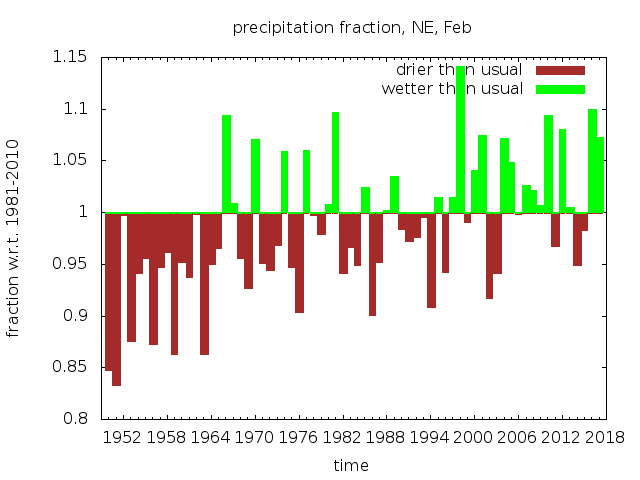 precipitation fraction, NE, Feb
drier than usual
wetter than usual
1.15
1.1
1.05
1
0.95
0.9
0.85
0.8
fraction w.r.t. 1981-2010
1952 1958 1964 1970 1976 1982 1988 1994 2000 2006 2012 2018
time